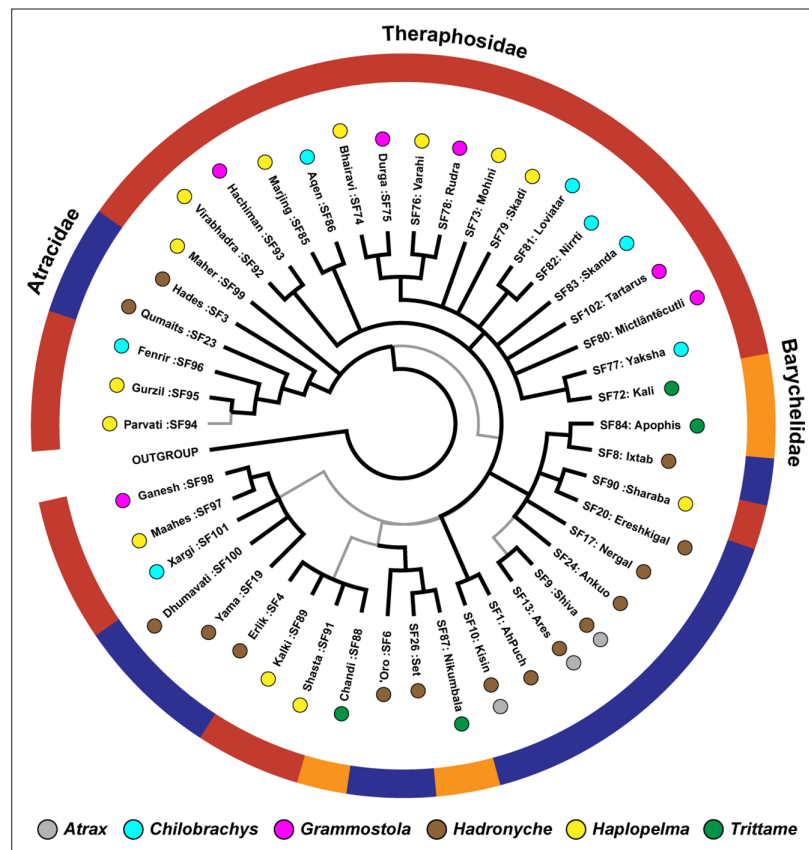 Theraphosidae
Atracidae
Barychelidae
Parvati :SF94
Gurzil :SF95
Fenrir :SF96
Qumaits :SF23
Hades :SF3
Maher :SF99
Virabhadra :SF92
Hachiman :SF93
Marjing :SF85
Aqen :SF86
Bhairavi :SF74
Durga :SF75
SF76: Varahi
SF78: Rudra
SF73: Mohini
SF79: Skadi
SF81: Loviatar
SF82: Nirrti
SF83 :Skanda
SF102: Tartarus
SF80: Mictlāntēcutli
SF77: Yaksha
SF72: Kali
SF84: Apophis
SF8: Ixtab
SF90 :Sharaba
SF20: Ereshkigal
SF17: Nergal
SF24: Ankuo
SF9 :Shiva
SF13: Ares
SF1: AhPuch
SF10: Kisin
SF87: Nikumbala
SF26 :Set
'Oro :SF6
Chandi :SF88
Shasta :SF91
Kalki :SF89
Erlik :SF4
Yama :SF19
Dhumavati :SF100
Xargi :SF101
Maahes :SF97
Ganesh :SF98
OUTGROUP
Atrax
Chilobrachys
Grammostola
Hadronyche
Haplopelma
Trittame